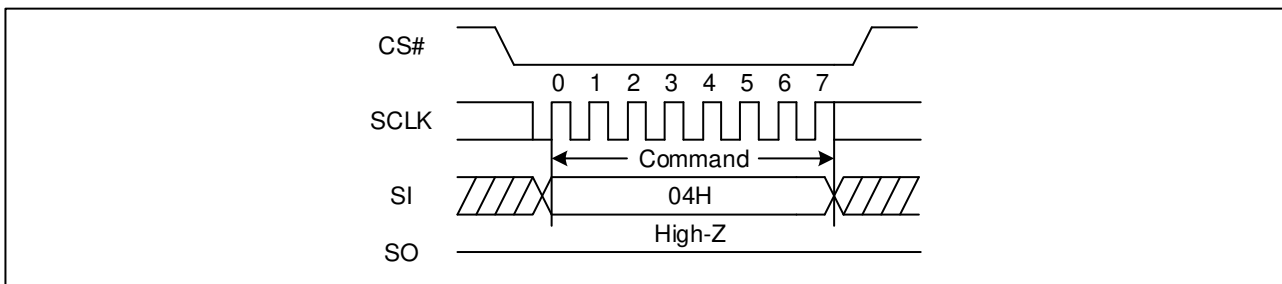 CS#
0 1 2 3 4 5 6 7
SCLK
Command
SI 04H
High-Z
SO